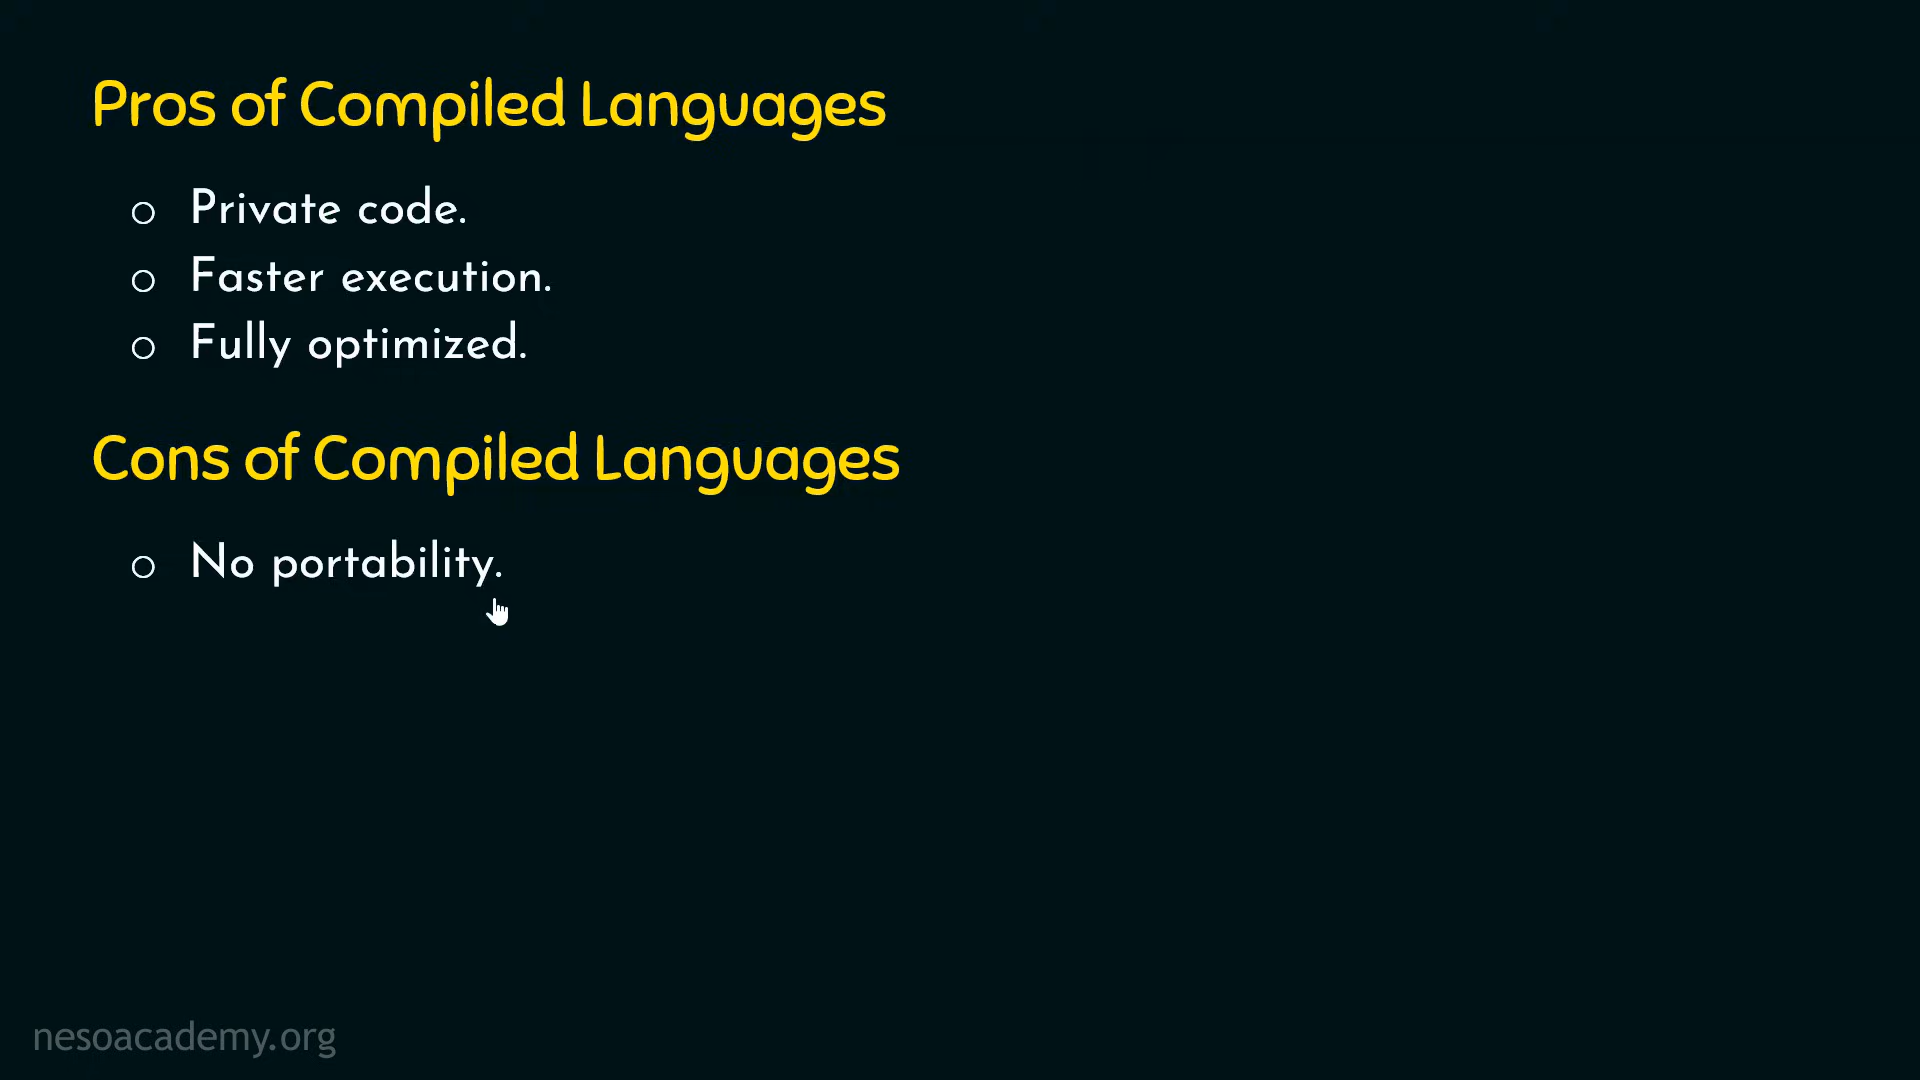 Pros of Compiled Languages
Private code.
Faster execution.
Fully optimized.
Cons of Compiled Languages
No portability.
nesoacademy.org